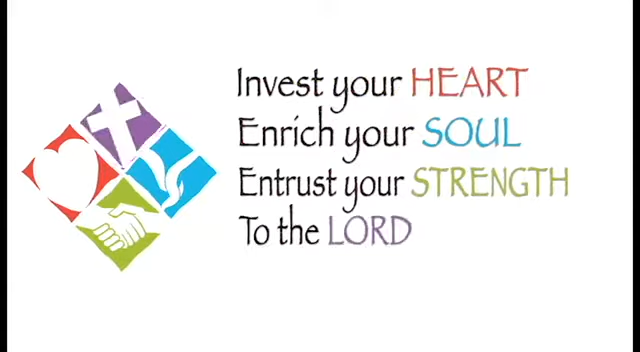 Invest your HEART
Enrich your SOUL
Entrust your STRENGTH
To the LORD